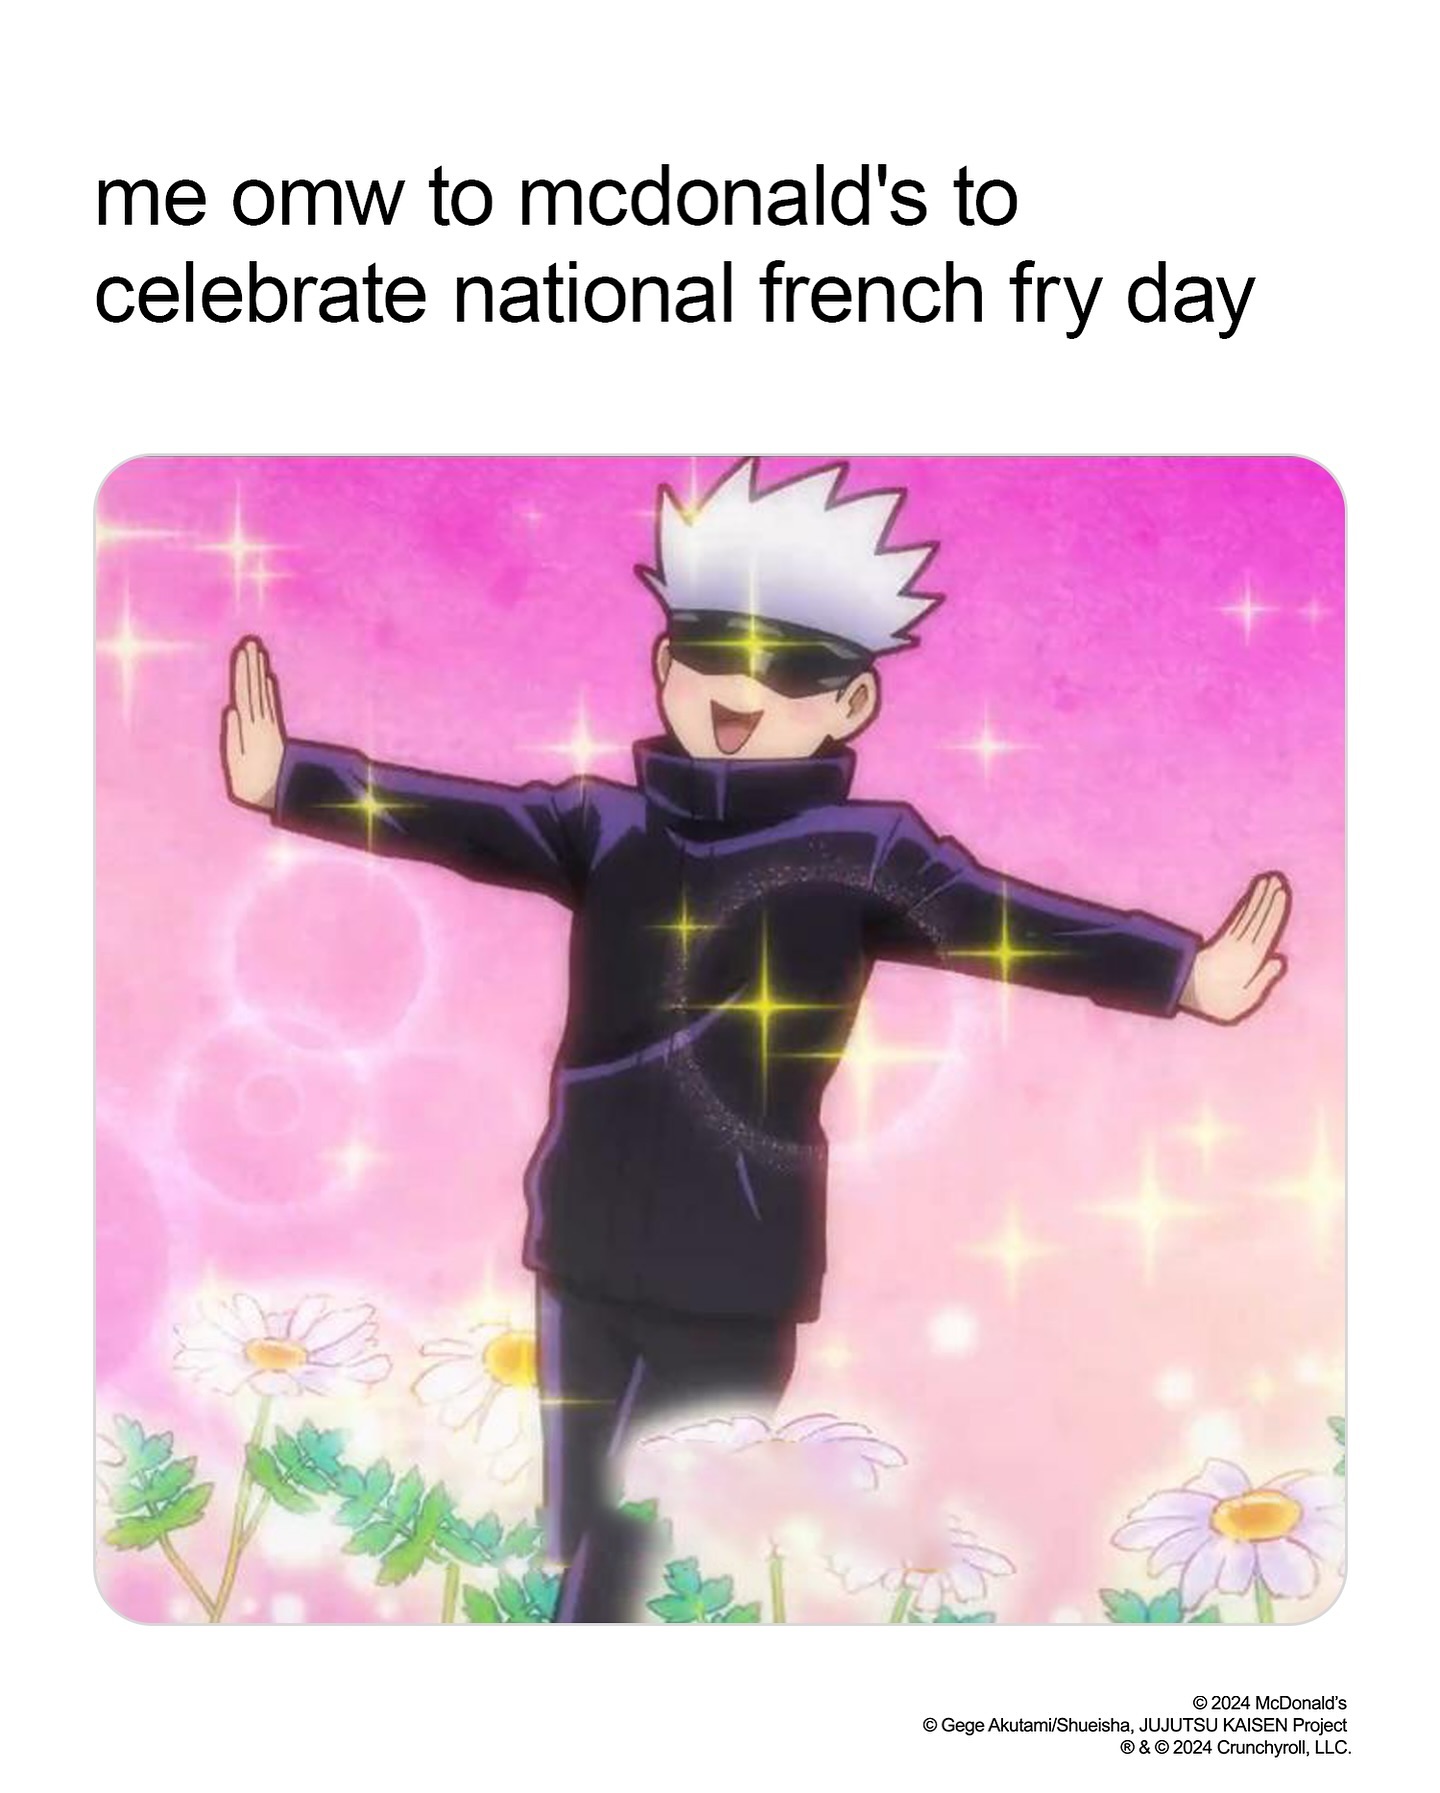 me omw to mcdonald's to
celebrate national french fry day
© 2024 McDonald’s
© Gege Akutami/Shueisha, JUJUTSU KAISEN Project
® & © 2024 Crunchyroll, LLC.